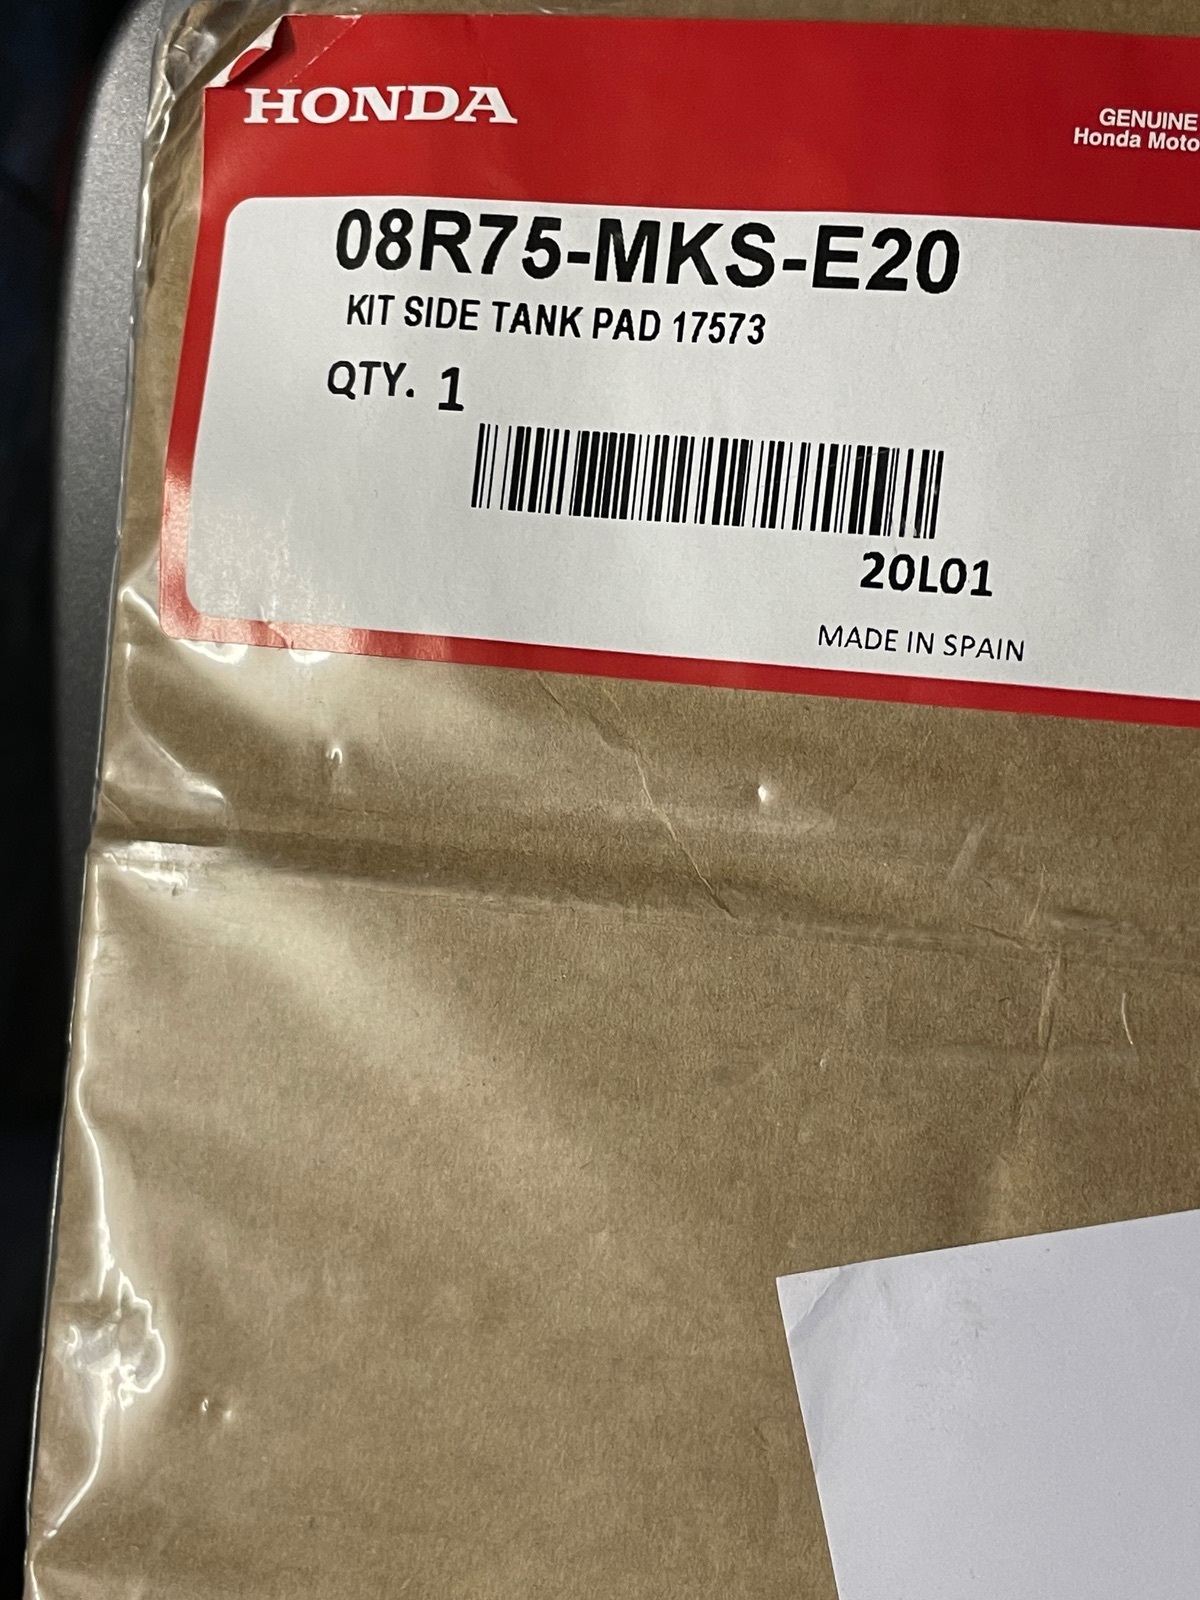 HONDA
GENUINE
Honda Moto
08R75-MKS-E20
KIT SIDE TANK PAD 17573
QTY. 1
20L01
MADE IN SPAIN